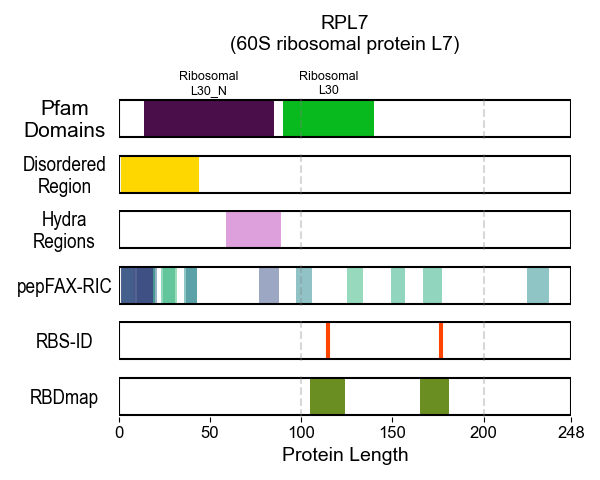 RPL7
(60S ribosomal protein L7)
Ribosomal
L30_N
Ribosomal
L30
Pfam
Domains
Disordered
Region
Hydra
Regions
pepFAX-RIC
RBS-ID
RBDmap
0 50 100 150 200 248
Protein Length